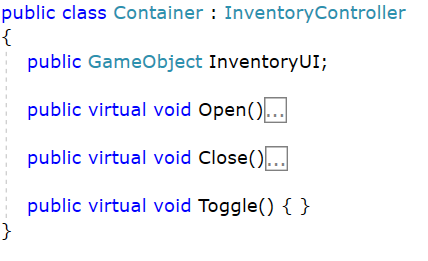 public class Container : InventoryController
{
public GameObject InventoryUI;
public virtual void Open()...
public virtual void Close()...
public virtual void Toggle() { }
}